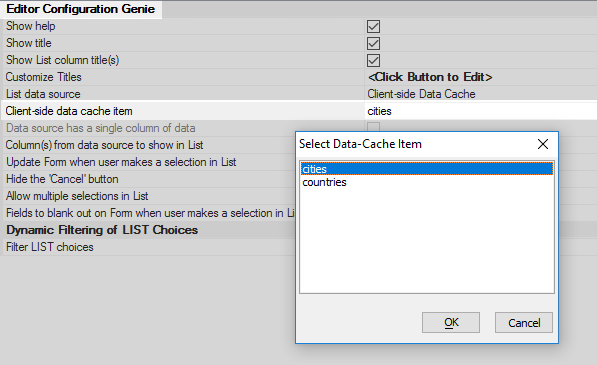 Editor Configuration Genie
Show help
Show title
Show List column title(s)
Customize Titles <Click Button to Edit>
List data source Client-side Data Cache
Client-side data cache item cities
Data source has a single column of data
Column(s) from data source to show in List
Update Form when user makes a selection in List
Hide the 'Cancel' button
Allow multiple selections in List
Fields to blank out on Form when user makes a selection in Li
Dynamic Filtering of LIST Choices
Filter LIST choices
Select Data-Cache Item
cities
countries
OK Cancel